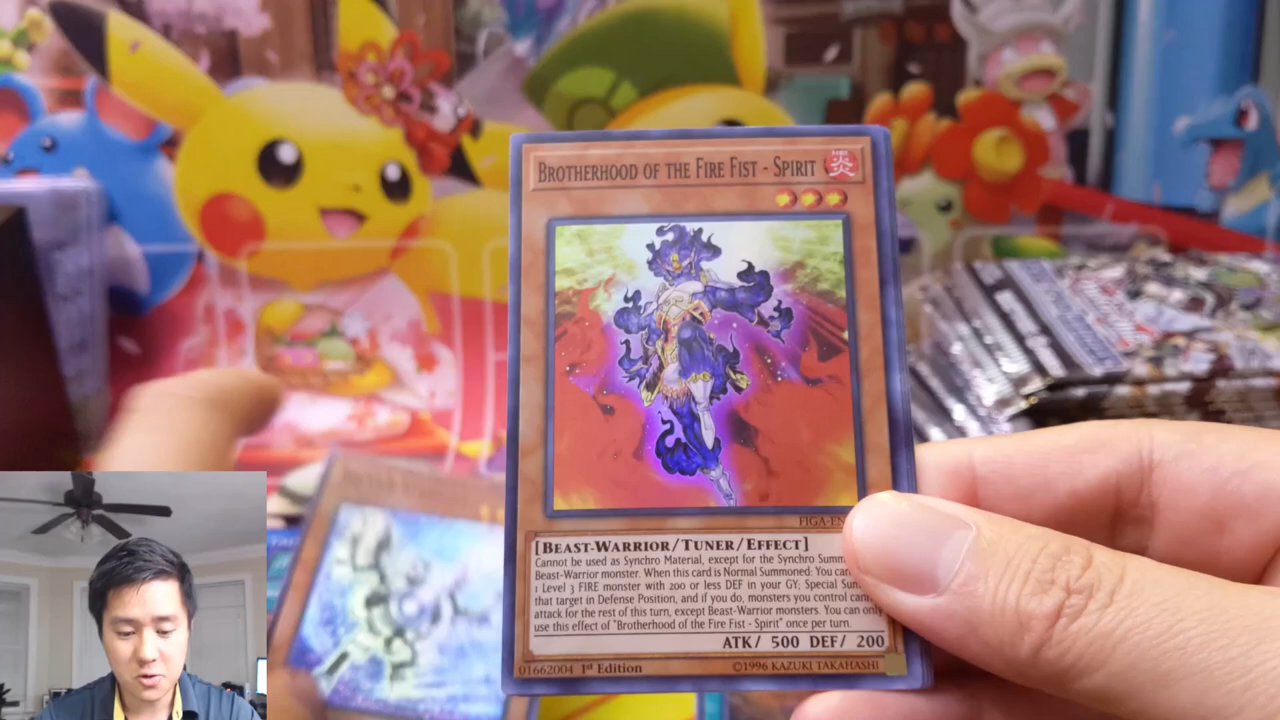 BROTHERHOOD OF THE FIRE FIST - SPIRIT 炎
FIGA-EN
[BEAST-WARRIOR/TUNER/EFFECT]
Cannot be used as Synchro Material, except for the Synchro Summ
Beast-Warrior monster. When this card is Normal Summoned: You can
1 Level 3 FIRE monster with 200 or less DEF in your GY; Special Sum
that target in Defense Position, and if you do, monsters you control can
attack for the rest of this turn, except Beast-Warrior monsters. You can only
use this effect of "Brotherhood of the Fire Fist - Spirit" once per turn.
ATK/ 500 DEF/ 200
01662004 1st Edition ©1996 KAZUKI TAKAHASHI